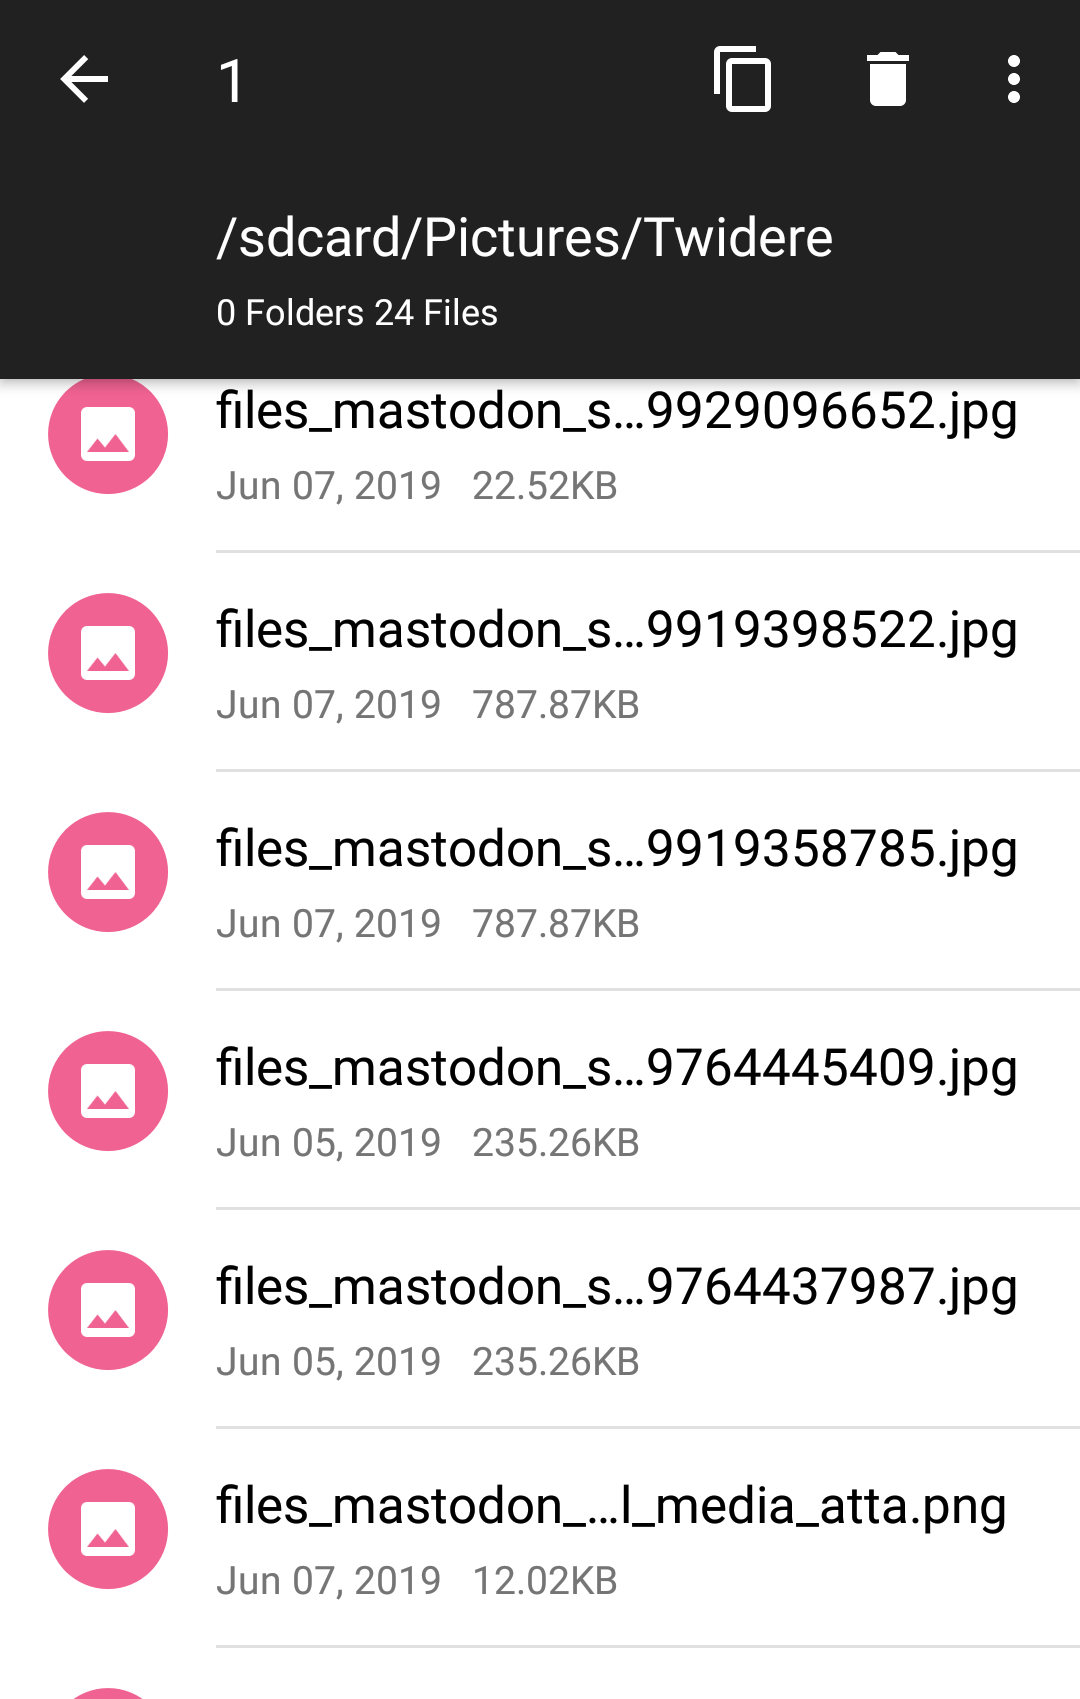 1
/sdcard/Pictures/Twidere
0 Folders 24 Files
files_mastodon_s…9929096652.jpg
Jun 07, 2019 22.52KB
files_mastodon_s…9919398522.jpg
Jun 07, 2019 787.87KB
files_mastodon_s…9919358785.jpg
Jun 07, 2019 787.87KB
files_mastodon_s…9764445409.jpg
Jun 05, 2019 235.26KB
files_mastodon_s…9764437987.jpg
Jun 05, 2019 235.26KB
files_mastodon_…l_media_atta.png
Jun 07, 2019 12.02KB